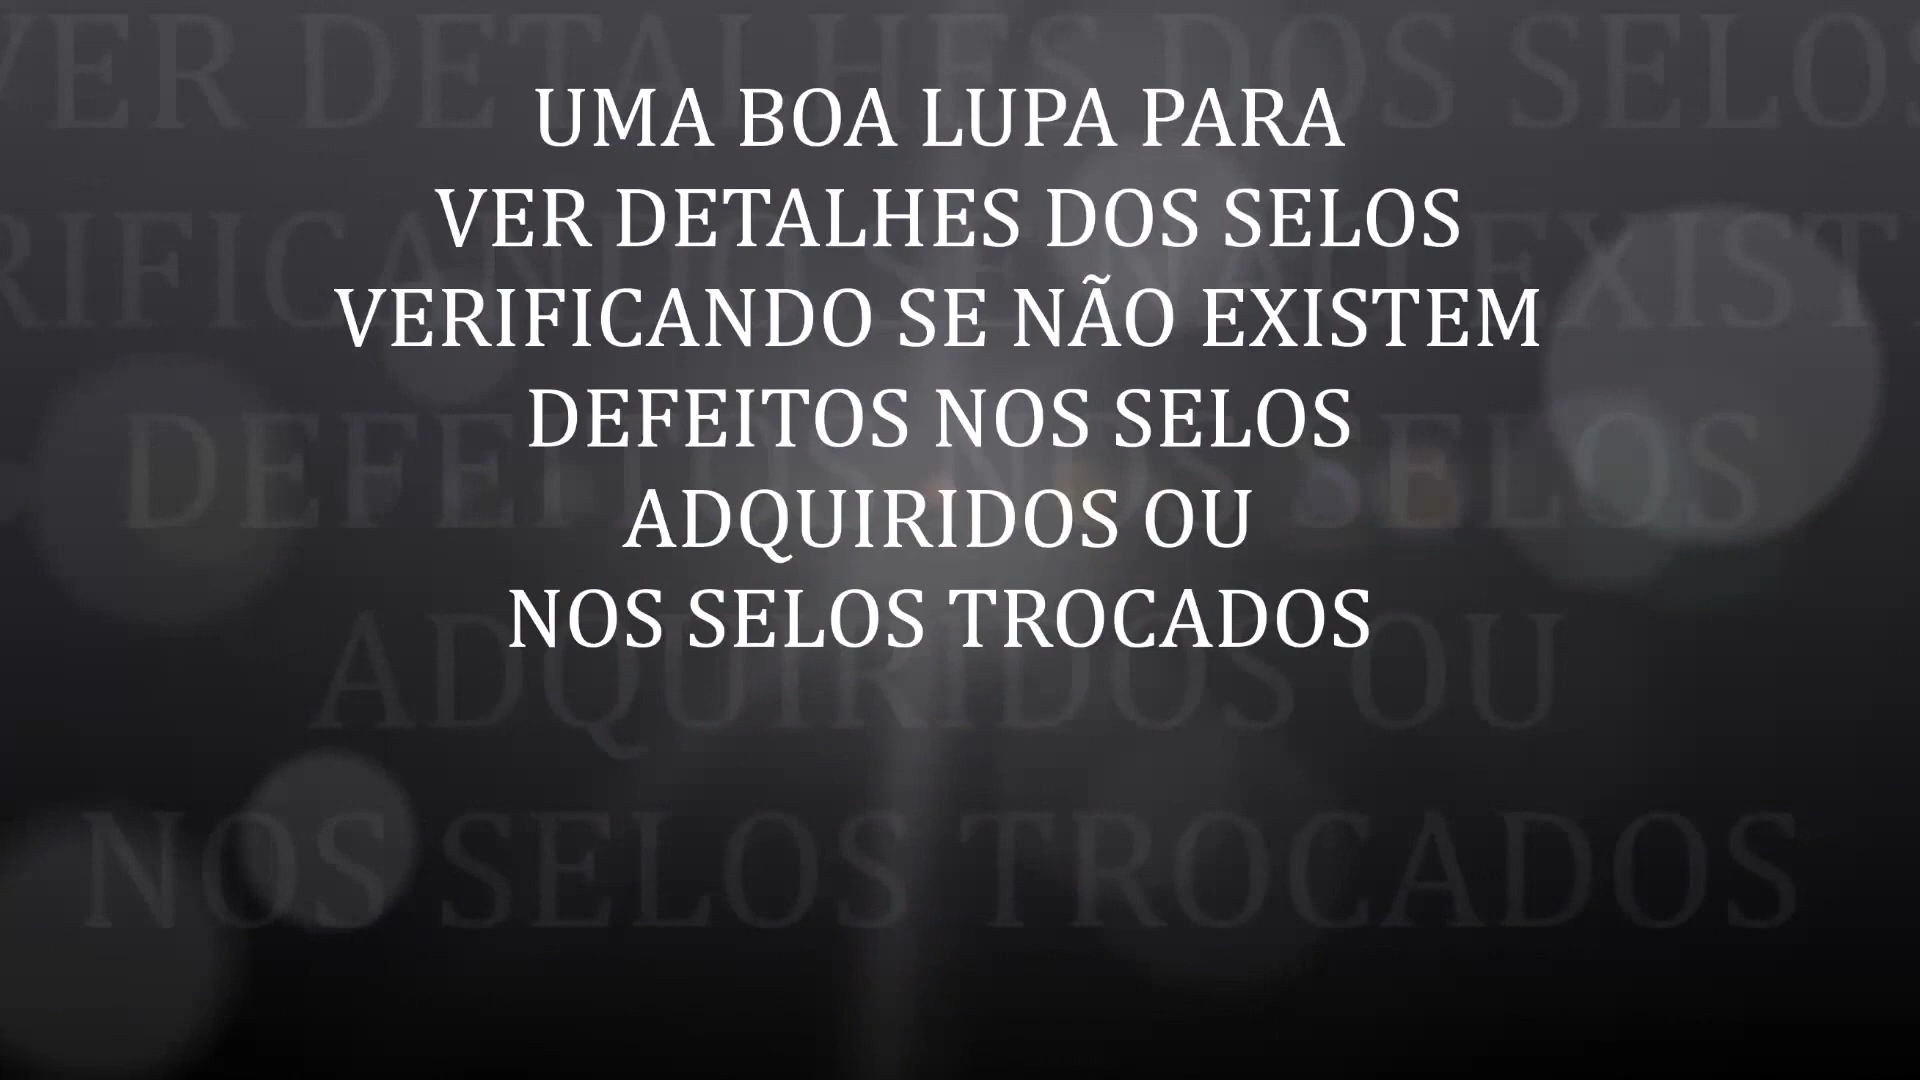 UMA BOA LUPA PARA
VER DETALHES DOS SELOS
VERIFICANDO SE NÃO EXISTEM
DEFEITOS NOS SELOS
ADQUIRIDOS OU
NOS SELOS TROCADOS